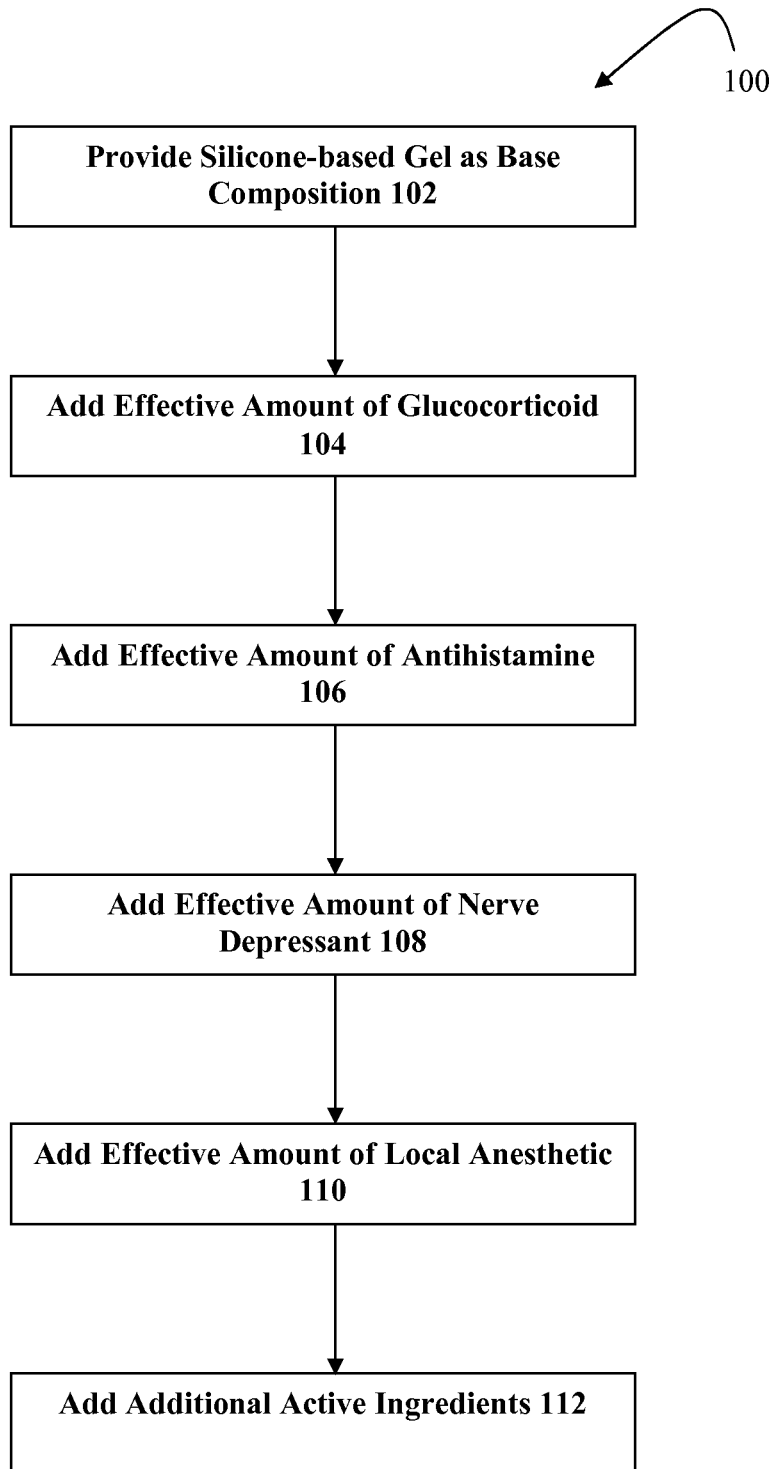 100
Provide Silicone-based Gel as Base
Composition 102
Add Effective Amount of Glucocorticoid
104
Add Effective Amount of Antihistamine
106
Add Effective Amount of Nerve
Depressant 108
Add Effective Amount of Local Anesthetic
110
Add Additional Active Ingredients 112